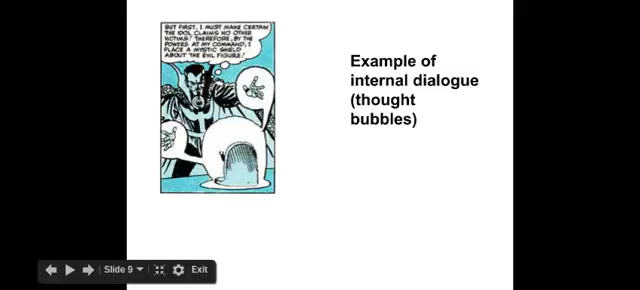 BUT FIRST, I MUST MAKE CERTAIN
THE IDOL CLAIMS NO OTHER
VICTIMS! THEREFORE, BY THE
POWERS AT MY COMMAND, I
PLACE A MYSTIC SHIELD
ABOUT THE EVIL FIGURE!
Example of
internal dialogue
(thought
bubbles)
Slide 9
Exit